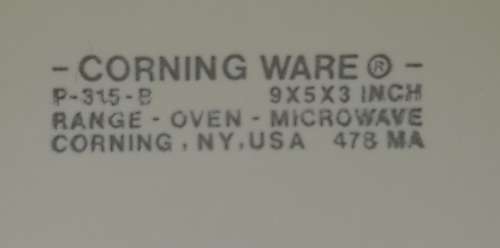 - CORNING WARE ® -
P-315-B 9X5X3 INCH
RANGE - OVEN - MICROWAVE
CORNING, NY, USA 478 MA